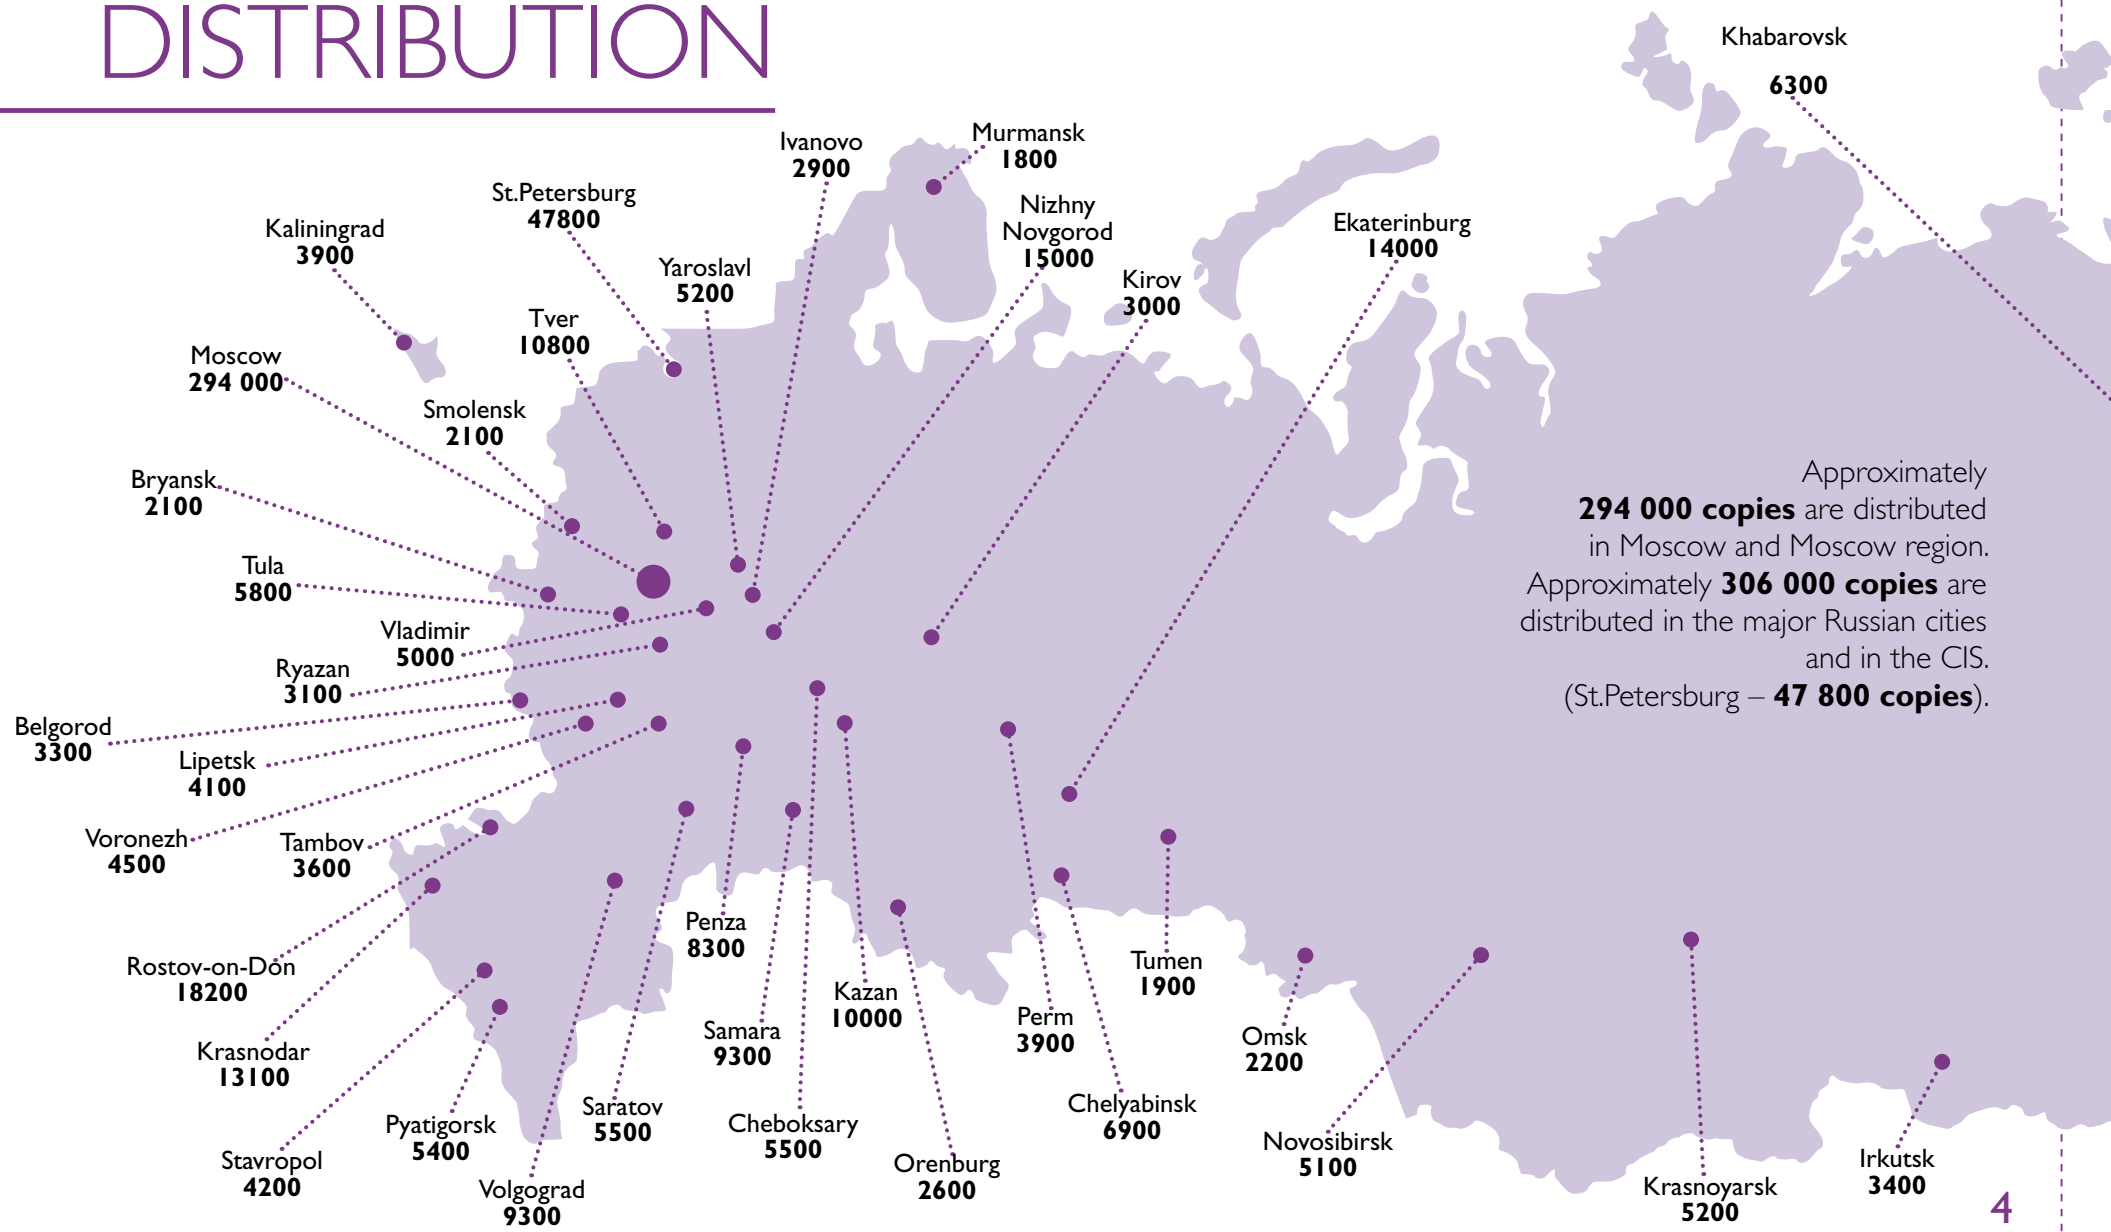 DISTRIBUTION
Khabarovsk
6300
Ivanovo
2900
Murmansk
1800
St.Petersburg
47800
Nizhny
Novgorod
15000
Kaliningrad
3900
Ekaterinburg
14000
Yaroslavl
5200
Kirov
3000
Tver
10800
Moscow
294 000
Smolensk
2100
Bryansk
2100
Approximately
294 000 copies are distributed
in Moscow and Moscow region.
Approximately 306 000 copies are
distributed in the major Russian cities
and in the CIS.
(St.Petersburg – 47 800 copies).
Tula
5800
Vladimir
5000
Ryazan
3100
Belgorod
3300
Lipetsk
4100
Voronezh
4500
Tambov
3600
Penza
8300
Rostov-on-Don
18200
Tumen
1900
Kazan
10000
Samara
9300
Perm
3900
Omsk
2200
Krasnodar
13100
Chelyabinsk
6900
Saratov
5500
Pyatigorsk
5400
Cheboksary
5500
Novosibirsk
5100
Stavropol
4200
Orenburg
2600
Irkutsk
3400
Volgograd
9300
Krasnoyarsk
5200
4